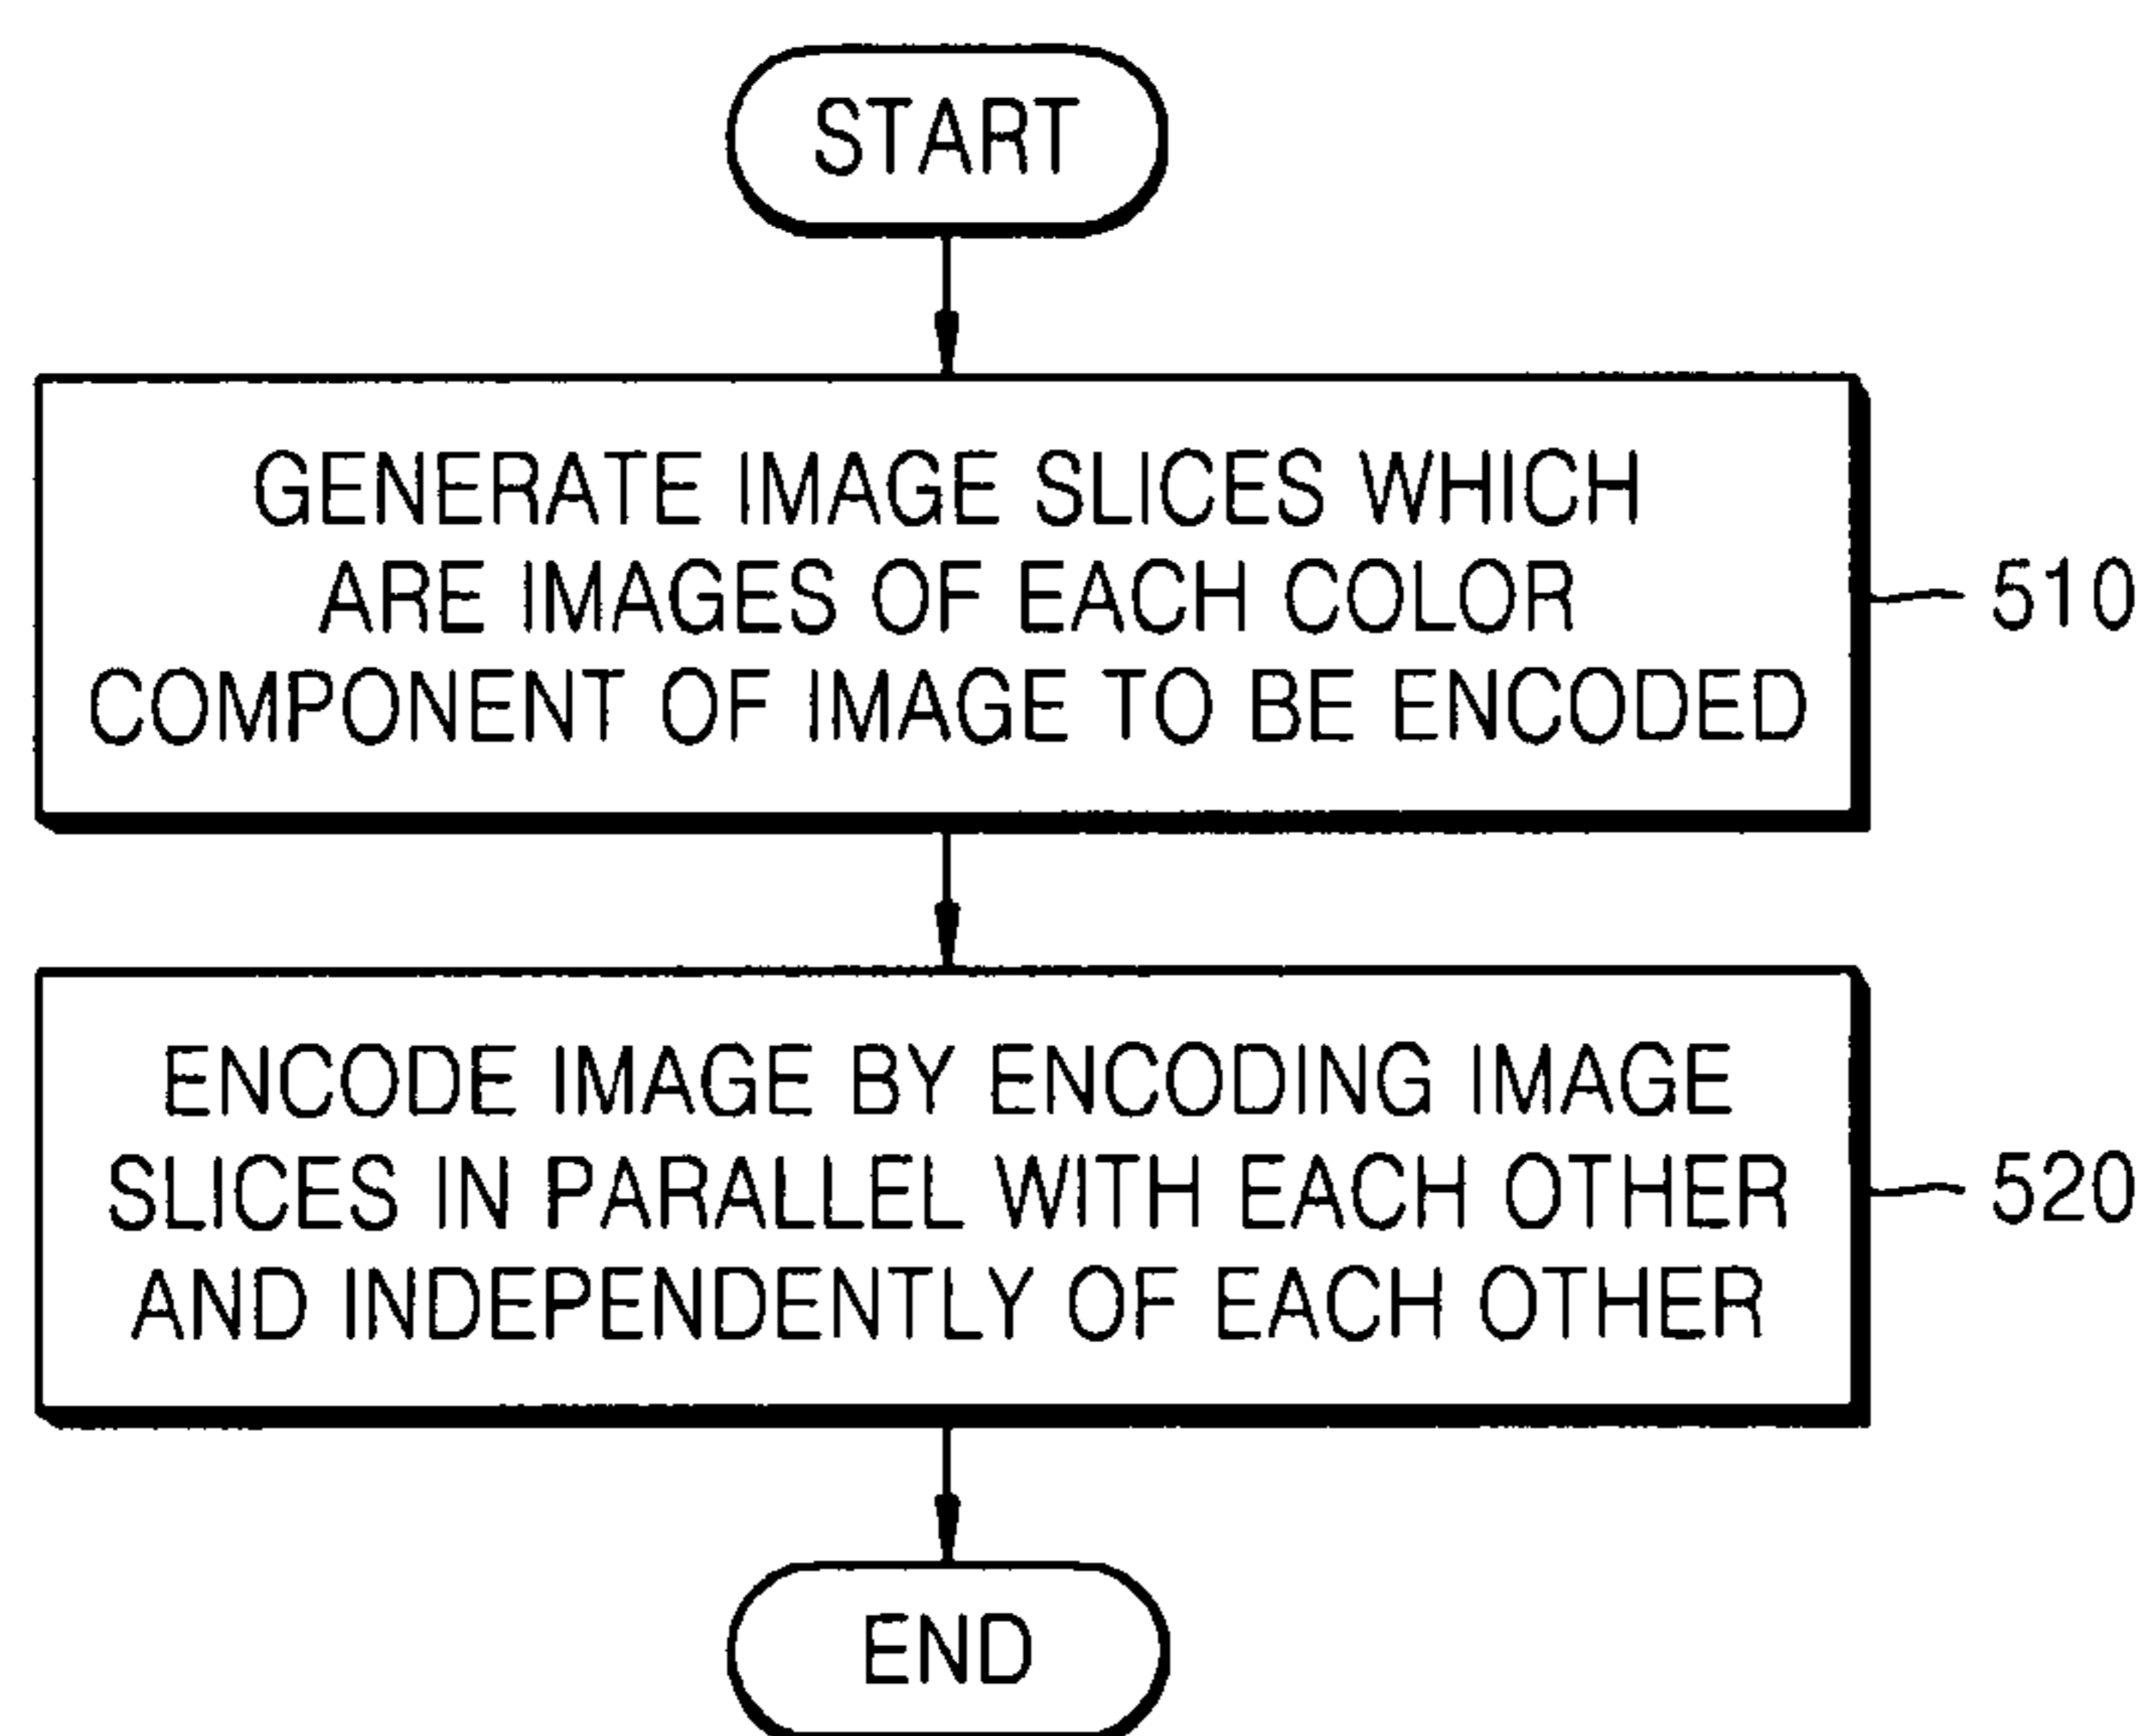 START
GENERATE IMAGE SLICES WHICH
ARE IMAGES OF EACH COLOR
COMPONENT OF IMAGE TO BE ENCODED
510
ENCODE IMAGE BY ENCODING IMAGE
SLICES IN PARALLEL WITH EACH OTHER
AND INDEPENDENTLY OF EACH OTHER
520
END